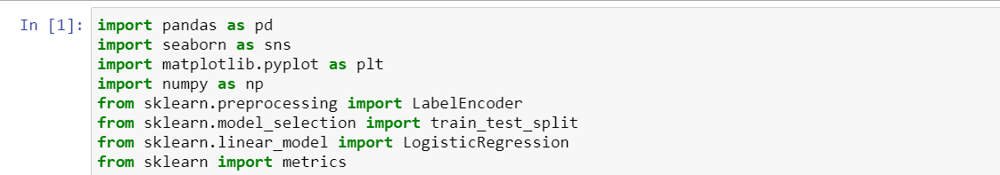 In [1]: import pandas as pd
import seaborn as sns
import matplotlib.pyplot as plt
import numpy as np
from sklearn.preprocessing import LabelEncoder
from sklearn.model_selection import train_test_split
from sklearn.linear_model import LogisticRegression
from sklearn import metrics